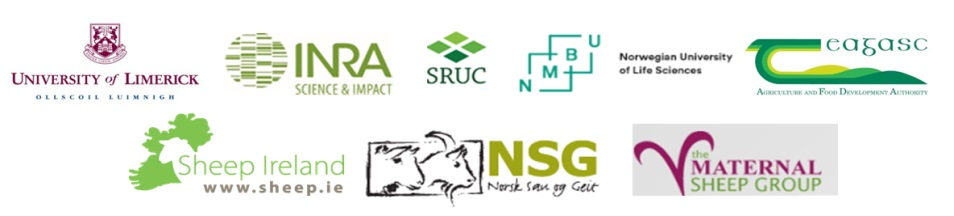 UNIVERSITY of LIMERICK
OLLSCOIL LUIMNIGH
INRA
SCIENCE & IMPACT
SRUC
N M B U
Norwegian University
of Life Sciences
eagasc
AGRICULTURE AND FOOD DEVELOPMENT AUTHORITY
Sheep Ireland
www.sheep.ie
NSG
Norsk Sau og Geit
the
MATERNAL
SHEEP GROUP